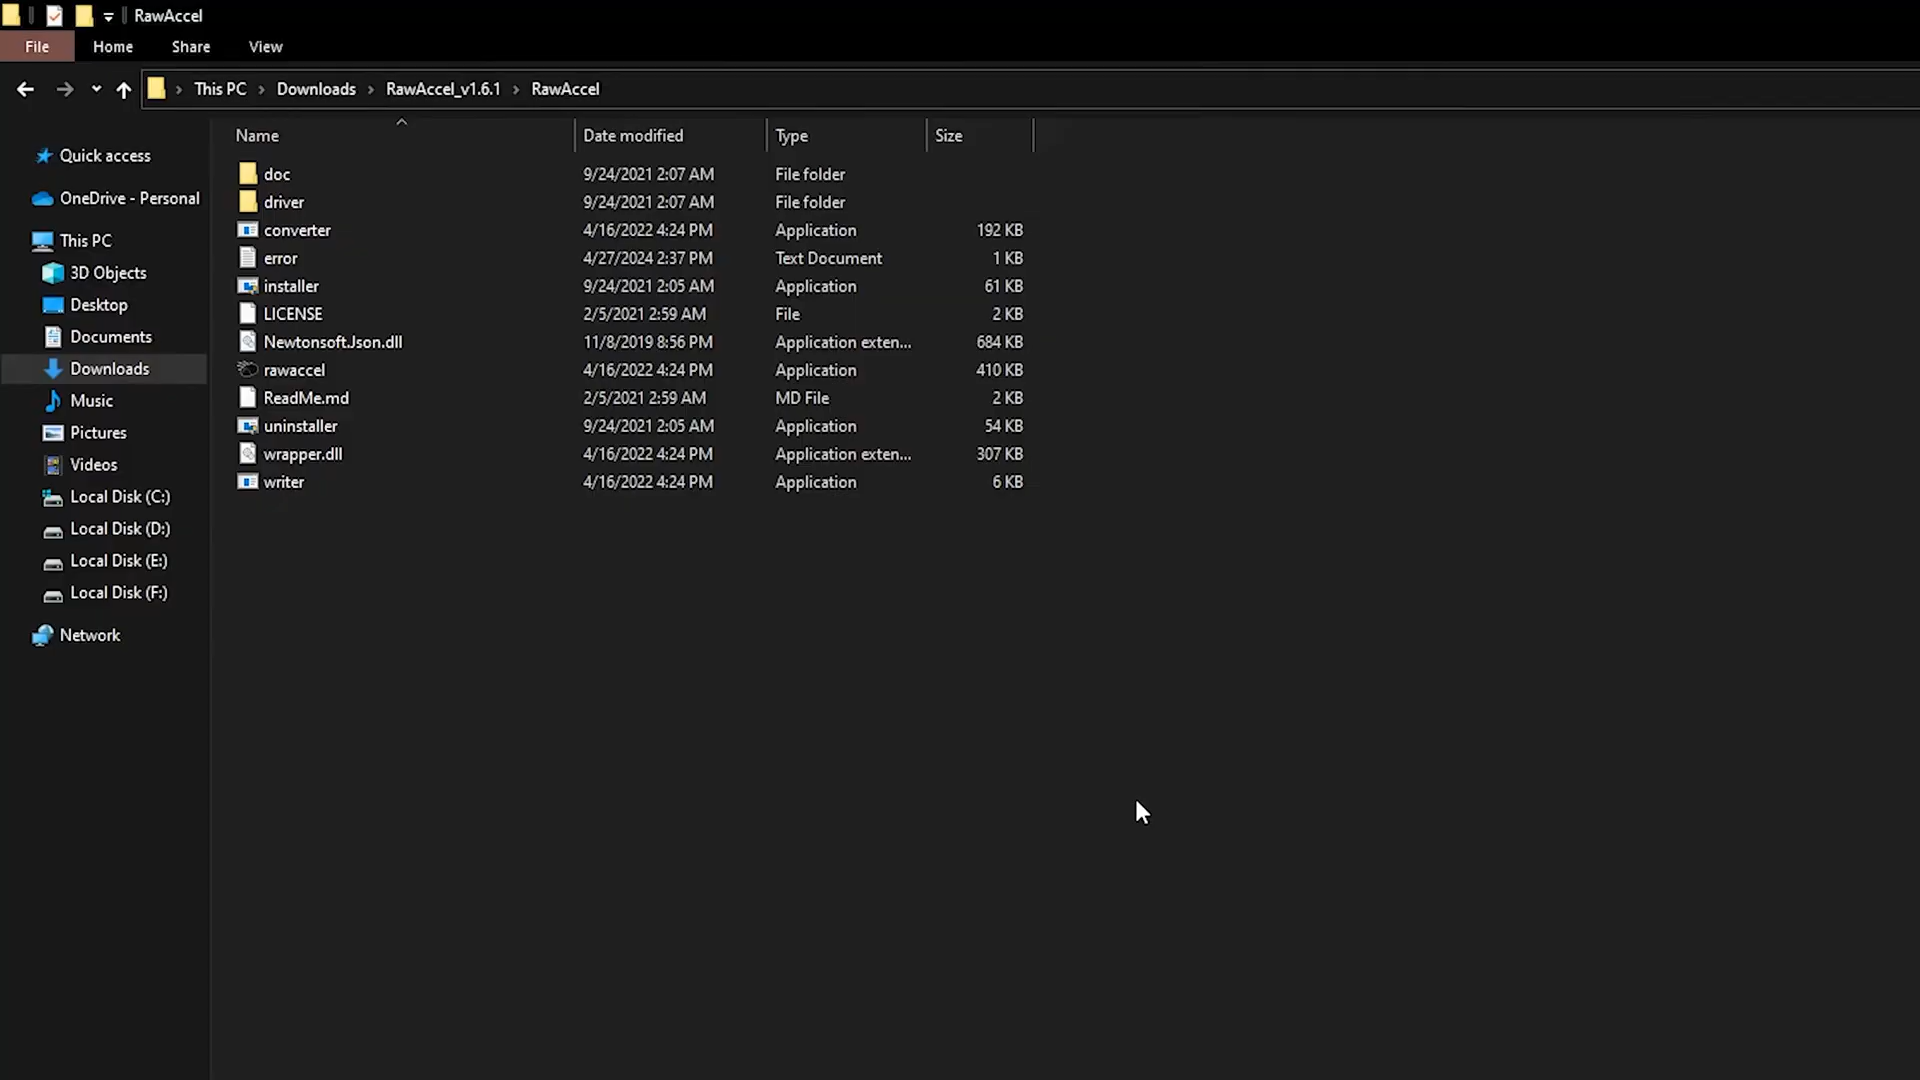 RawAccel
File Home Share View
This PC Downloads RawAccel_v1.6.1 RawAccel
Name Date modified Type Size
Quick access
OneDrive - Personal
This PC
3D Objects
Desktop
Documents
Downloads
Music
Pictures
Videos
Local Disk (C:)
Local Disk (D:)
Local Disk (E:)
Local Disk (F:)
Network
doc 9/24/2021 2:07 AM File folder
driver 9/24/2021 2:07 AM File folder
converter 4/16/2022 4:24 PM Application 192 KB
error 4/27/2024 2:37 PM Text Document 1 KB
installer 9/24/2021 2:05 AM Application 61 KB
LICENSE 2/5/2021 2:59 AM File 2 KB
Newtonsoft.Json.dll 11/8/2019 8:56 PM Application exten... 684 KB
rawaccel 4/16/2022 4:24 PM Application 410 KB
ReadMe.md 2/5/2021 2:59 AM MD File 2 KB
uninstaller 9/24/2021 2:05 AM Application 54 KB
wrapper.dll 4/16/2022 4:24 PM Application exten... 307 KB
writer 4/16/2022 4:24 PM Application 6 KB